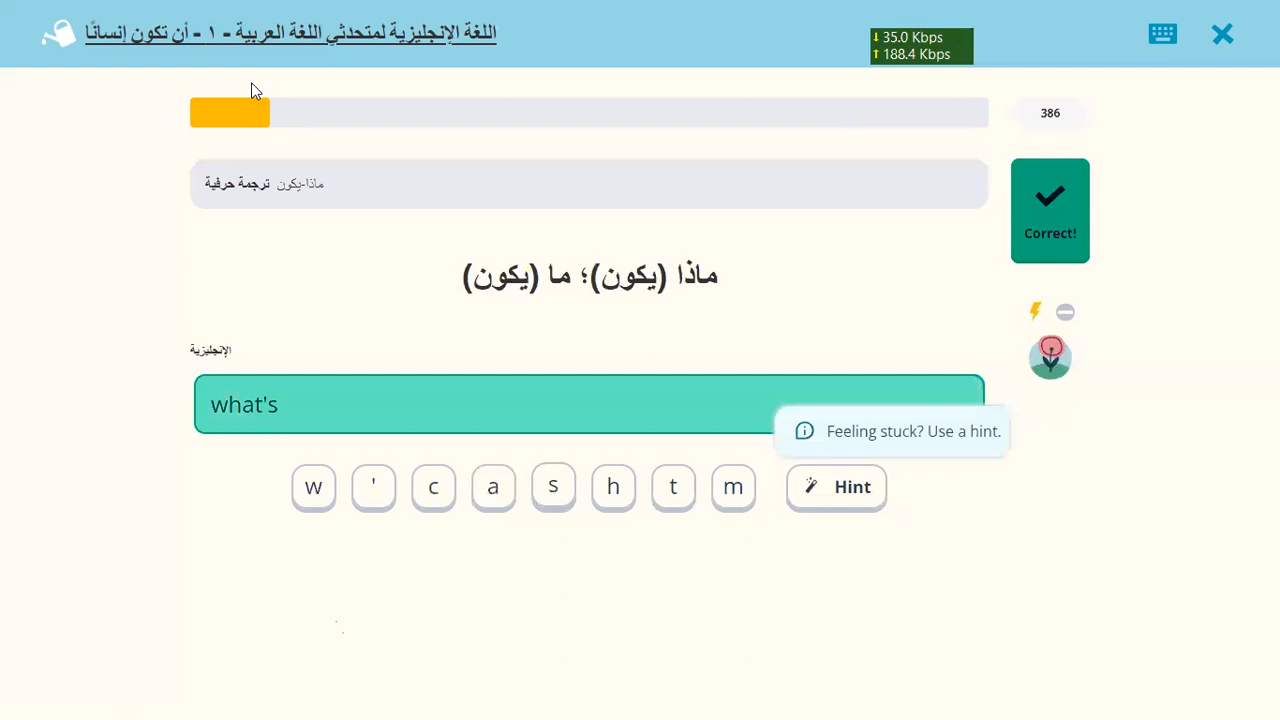 اللغة الإنجليزية لمتحدثي اللغة العربية - ١ - أن تكون إنسانًا
↓ 35.0 Kbps
↑ 188.4 Kbps
386
ماذا-يكون ترجمة حرفية
Correct!
ماذا (يكون)؛ ما (يكون)
الإنجليزية
what's
Feeling stuck? Use a hint.
w ' c a s h t m Hint